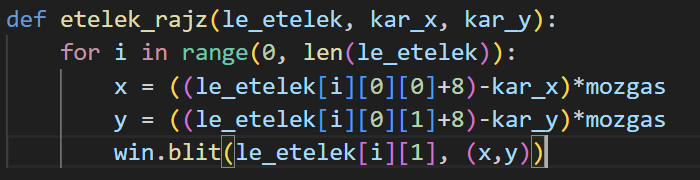 def etelek_rajz(le_etelek, kar_x, kar_y):
    for i in range(0, len(le_etelek)):
        x = ((le_etelek[i][0][0]+8)-kar_x)*mozgas
        y = ((le_etelek[i][0][1]+8)-kar_y)*mozgas
        win.blit(le_etelek[i][1], (x,y))